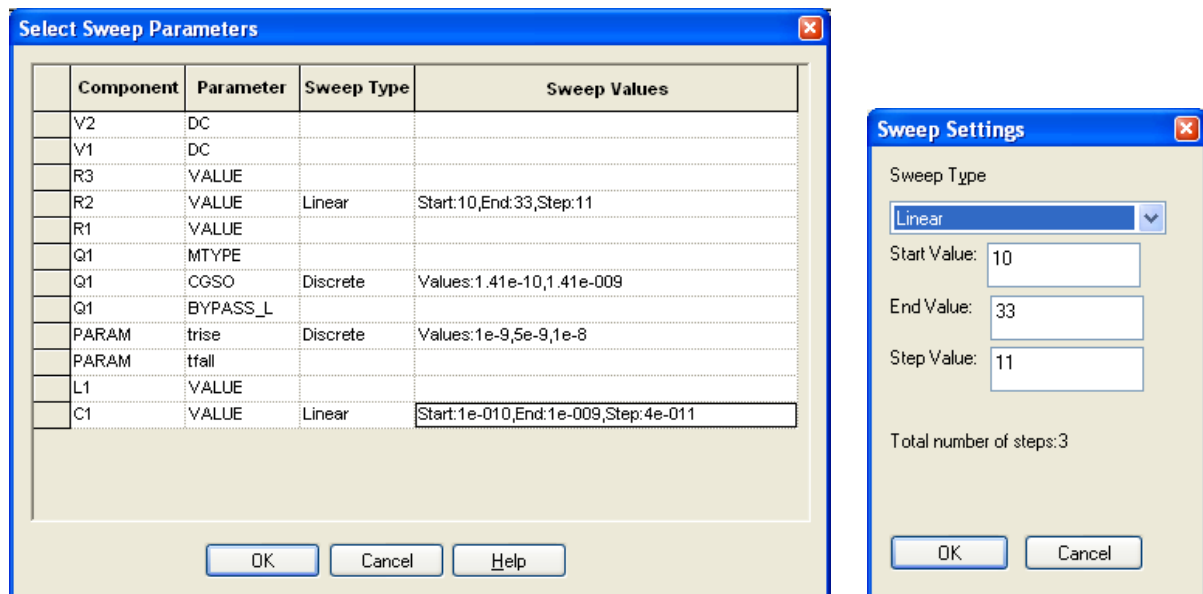 Select Sweep Parameters
Component Parameter Sweep Type Sweep Values
V2 DC
V1 DC
R3 VALUE
R2 VALUE Linear Start:10,End:33,Step:11
R1 VALUE
Q1 MTYPE
Q1 CGSO Discrete Values:1.41e-10,1.41e-009
Q1 BYPASS_L
PARAM trise Discrete Values:1e-9,5e-9,1e-8
PARAM tfall
L1 VALUE
C1 VALUE Linear Start:1e-010,End:1e-009,Step:4e-011
OK Cancel Help
Sweep Settings
Sweep Type
Linear
Start Value: 10
End Value: 33
Step Value: 11
Total number of steps:3
OK Cancel